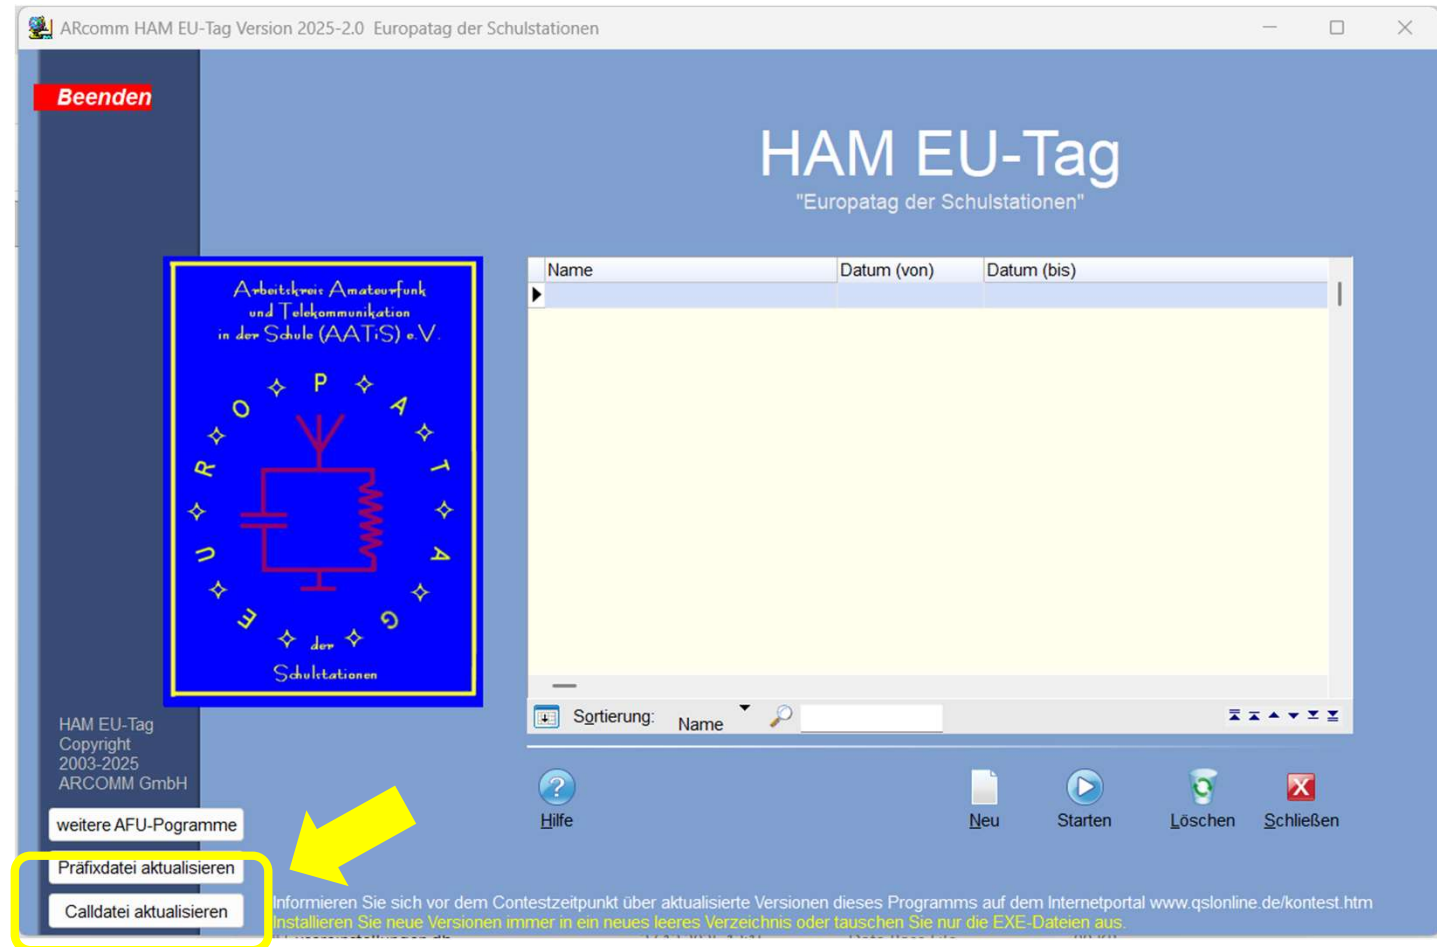 ARcomm HAM EU-Tag Version 2025-2.0 Europatag der Schulstationen
Beenden
HAM EU-Tag
"Europatag der Schulstationen"
Arbeitskreis Amateurfunk
und Telekommunikation
in der Schule (AATiS) e.V.
EUROPATAG
der
Schulstationen
Name Datum (von) Datum (bis)
Sortierung: Name
HAM EU-Tag
Copyright
2003-2025
ARCOMM GmbH
Hilfe Neu Starten Löschen Schließen
weitere AFU-Pogramme
Präfixdatei aktualisieren
Calldatei aktualisieren
Informieren Sie sich vor dem Contestzeitpunkt über aktualisierte Versionen dieses Programms auf dem Internetportal www.qslonline.de/kontest.htm
Installieren Sie neue Versionen immer in ein neues leeres Verzeichnis oder tauschen Sie nur die EXE-Dateien aus.